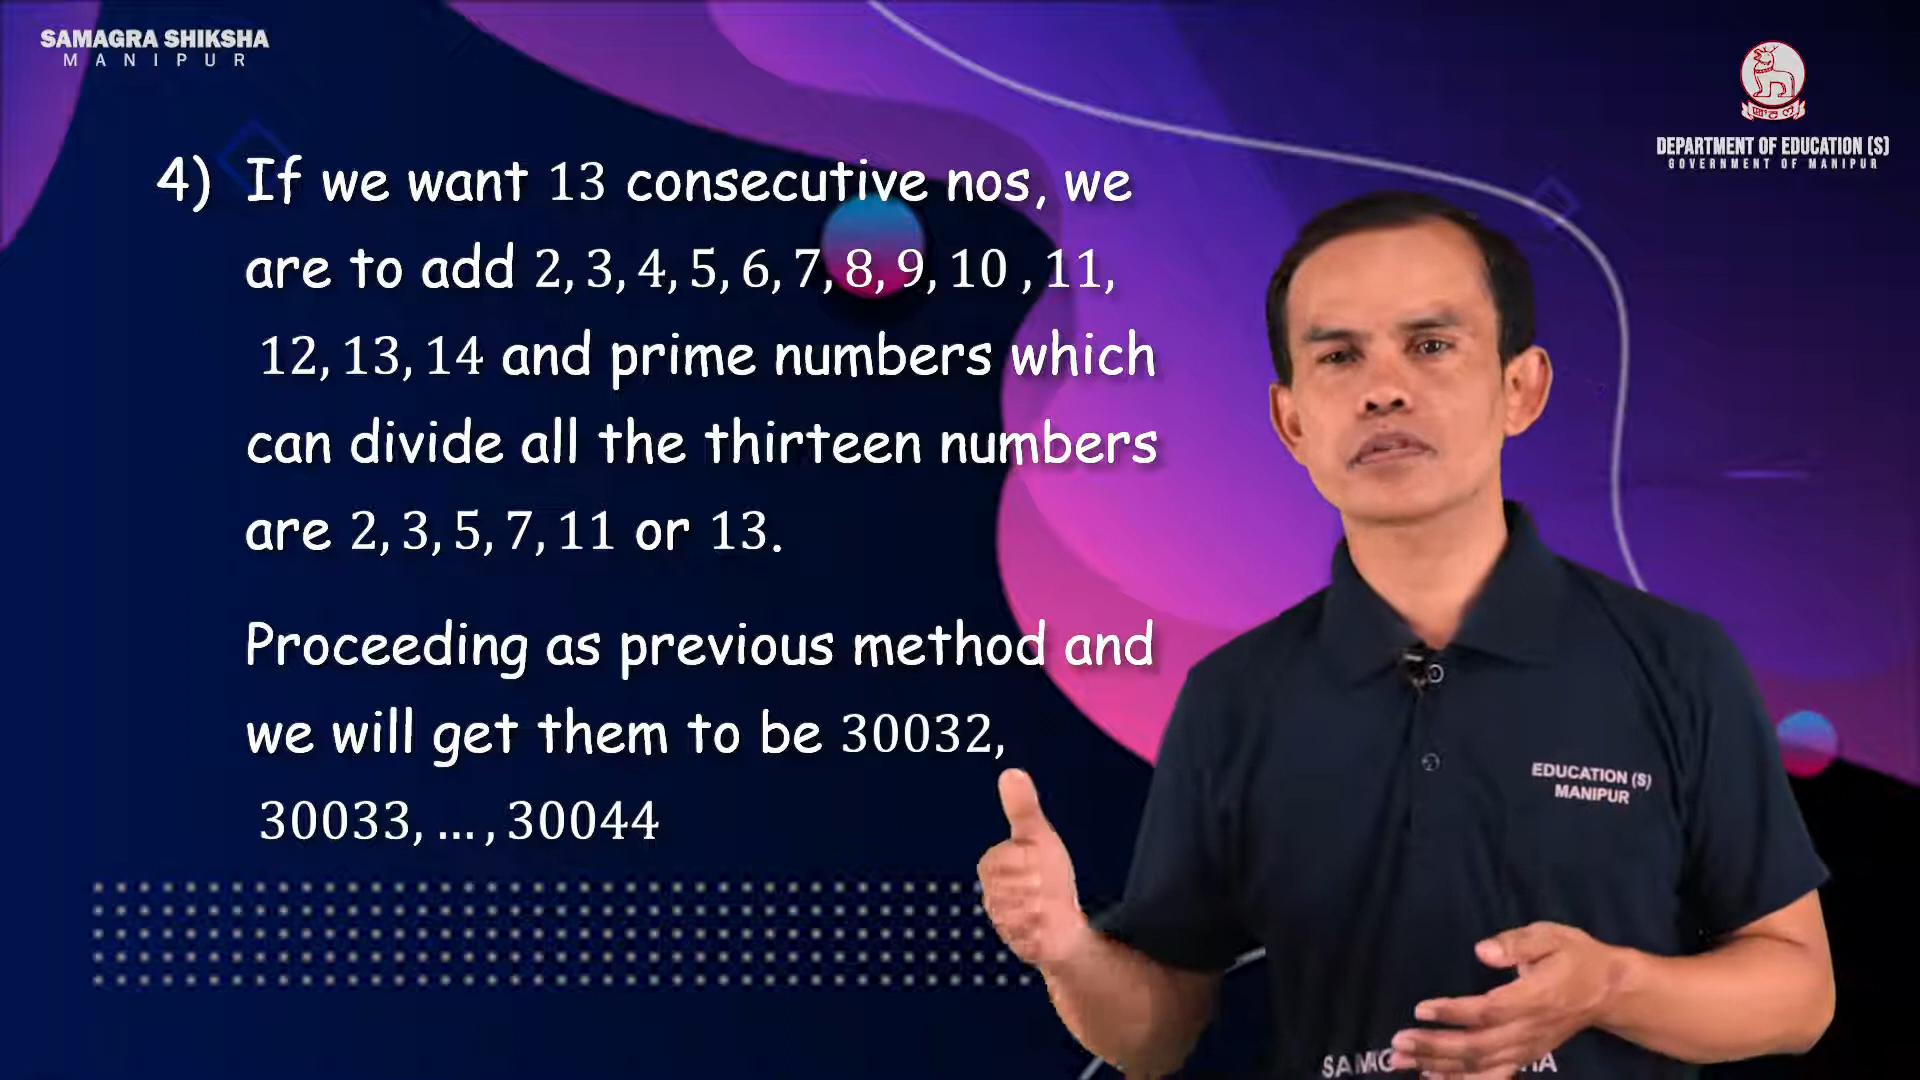 SAMAGRA SHIKSHA
MANIPUR
DEPARTMENT OF EDUCATION (S)
GOVERNMENT OF MANIPUR
4) If we want 13 consecutive nos, we
are to add 2, 3, 4, 5, 6, 7, 8, 9, 10 , 11,
12, 13, 14 and prime numbers which
can divide all the thirteen numbers
are 2, 3, 5, 7, 11 or 13.
Proceeding as previous method and
we will get them to be 30032,
30033, ... , 30044
EDUCATION (S)
MANIPUR